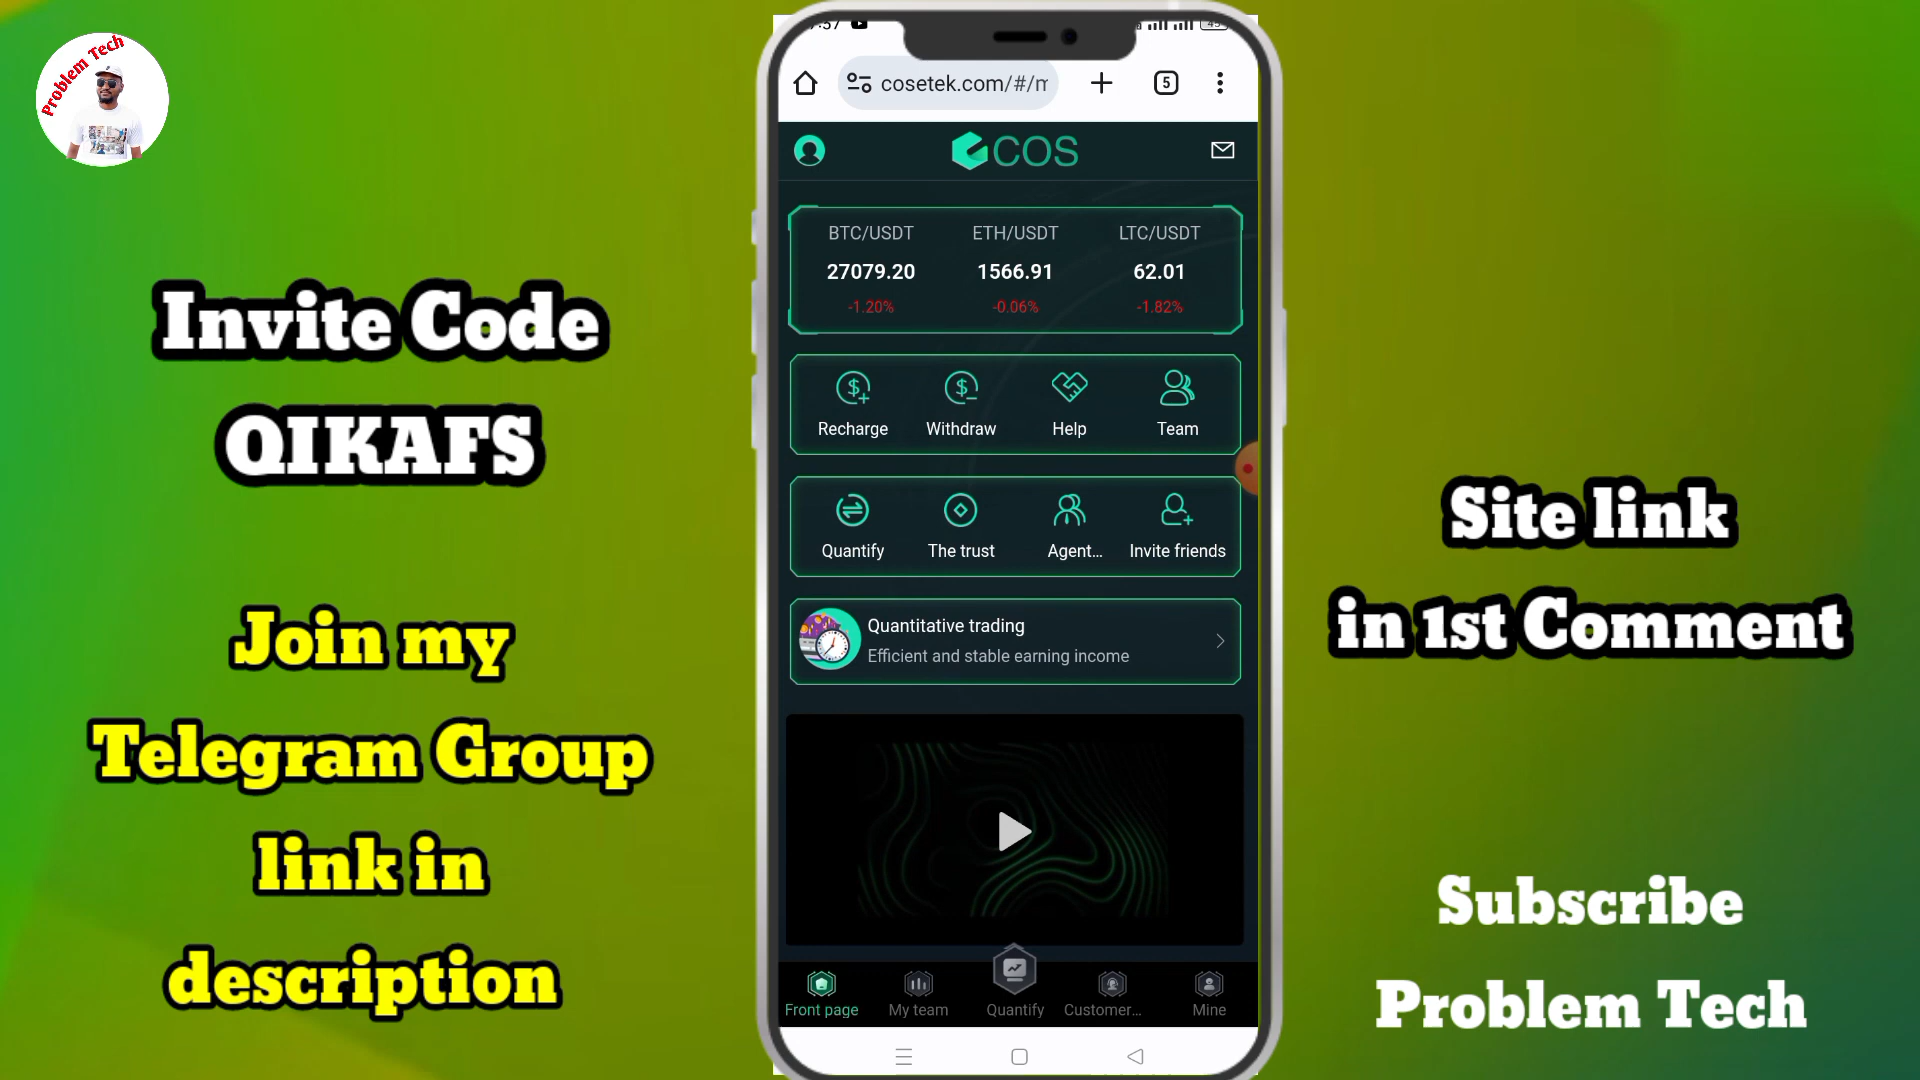 Problem Tech
Invite Code
QIKAFS
Join my
Telegram Group
link in
description
cosetek.com/#/m
5
COS
BTC/USDT ETH/USDT LTC/USDT
27079.20 1566.91 62.01
-1.20% -0.06% -1.82%
Recharge Withdraw Help Team
Quantify The trust Agent... Invite friends
Quantitative trading
Efficient and stable earning income
Front page My team Quantify Customer... Mine
Site link
in 1st Comment
Subscribe
Problem Tech